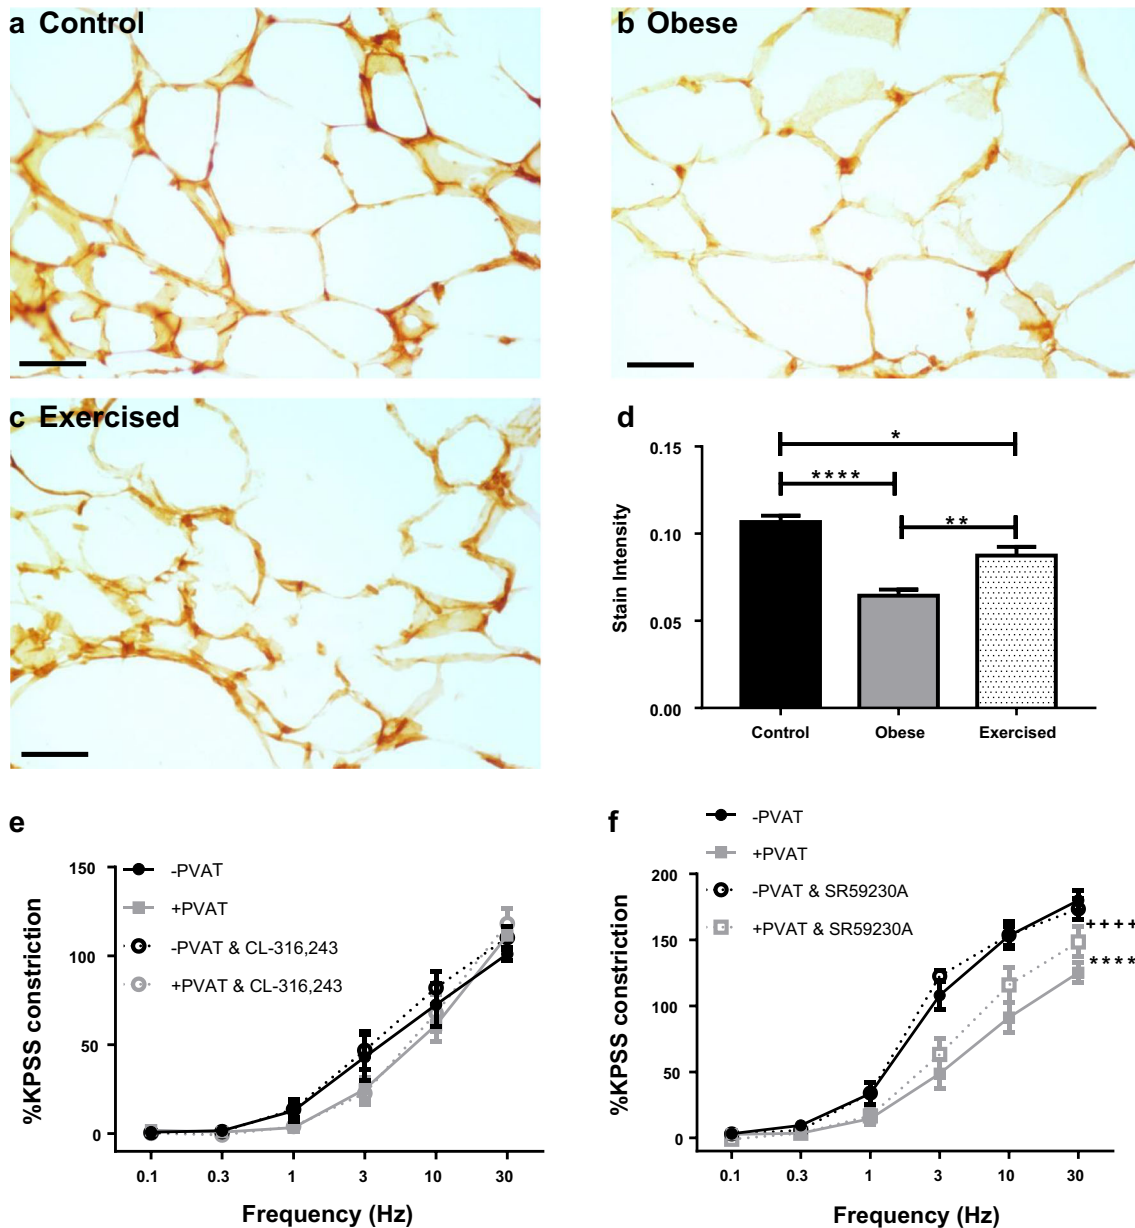 a Control
b Obese
c Exercised
d
*
****
**
0.15
0.10
0.05
0.00
Stain Intensity
Control Obese Exercised
e
-PVAT
+PVAT
-PVAT & CL-316,243
+PVAT & CL-316,243
150
100
50
0
%KPSS constriction
0.1 0.3 1 3 10 30
Frequency (Hz)
f
-PVAT
+PVAT
-PVAT & SR59230A
+PVAT & SR59230A
200
150
100
50
0
++++
****
%KPSS constriction
0.1 0.3 1 3 10 30
Frequency (Hz)